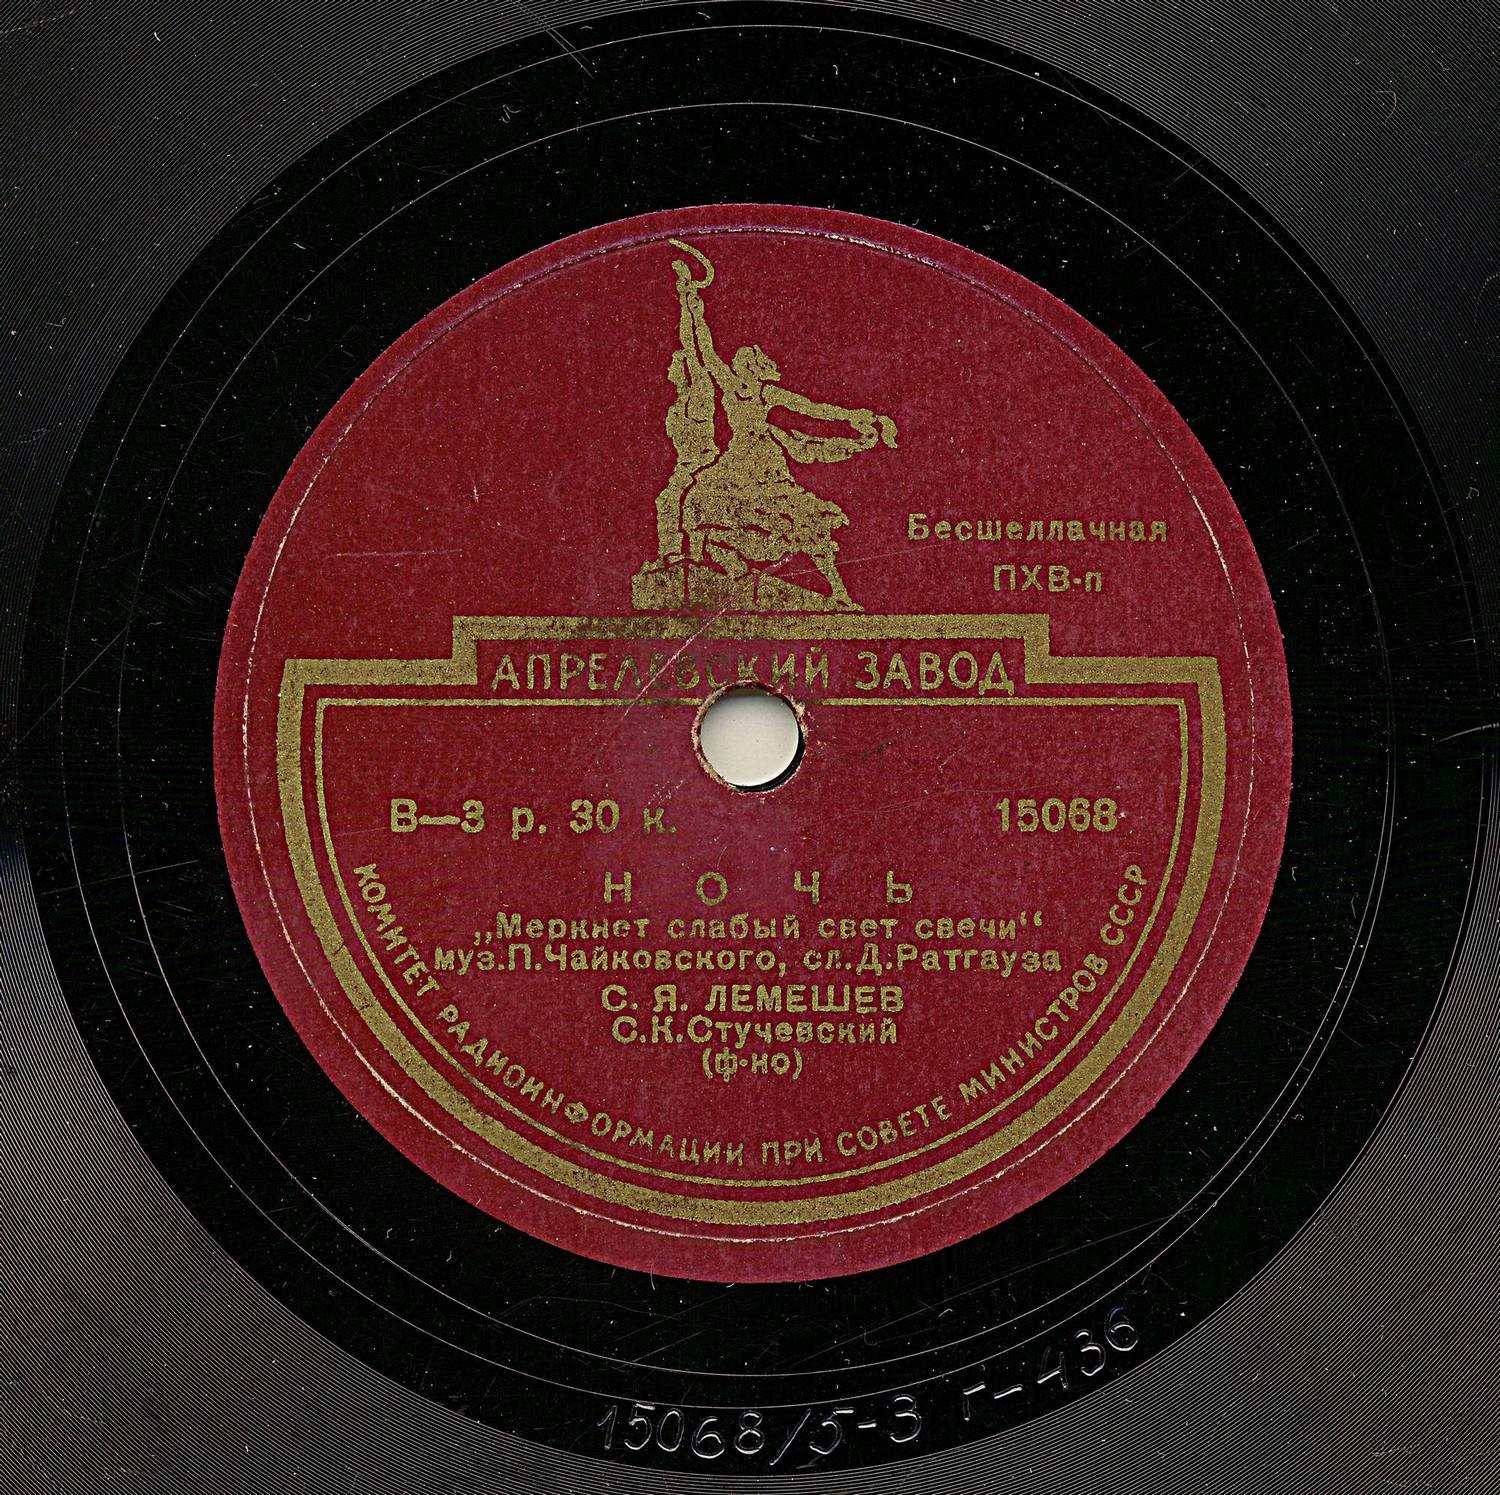 Бесшеллачная
ПХВ-п
АПРЕЛЕВСКИЙ ЗАВОД
В—3 р. 30 к.
15068
НОЧЬ
„Меркнет слабый свет свечи“
муз.П.Чайковского, сл.Д.Ратгауза
С. Я. ЛЕМЕШЕВ
С.К.Стучевский
(ф-но)
КОМИТЕТ РАДИОИНФОРМАЦИИ ПРИ СОВЕТЕ МИНИСТРОВ СССР
15068/5-3 Г-436